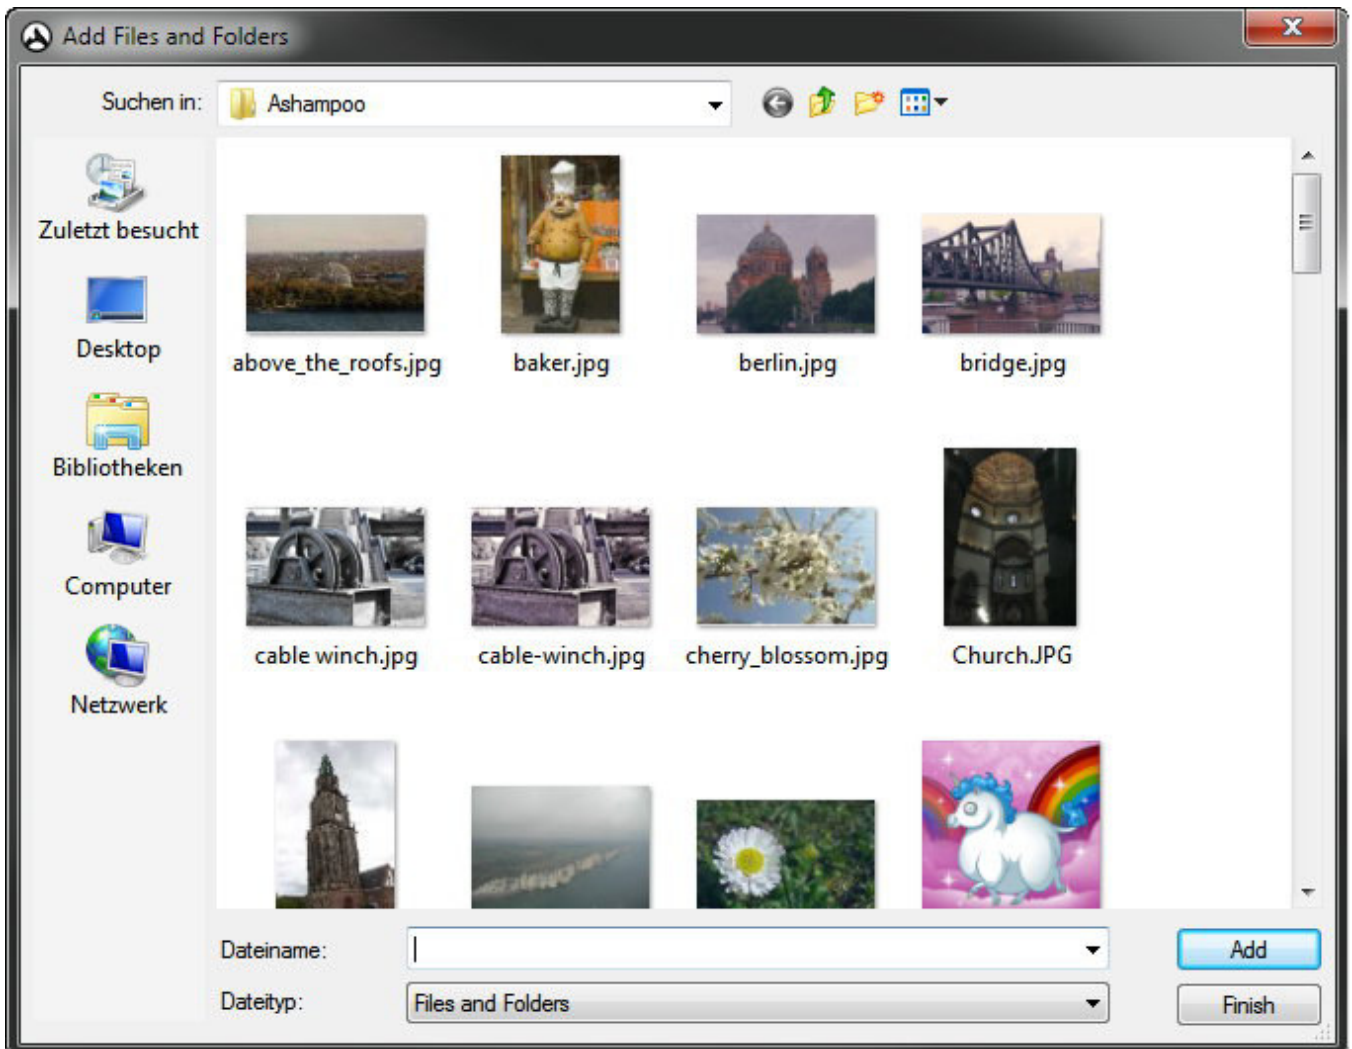 Add Files and Folders
Suchen in:
Ashampoo
Zuletzt besucht
Desktop
Bibliotheken
Computer
Netzwerk
above_the_roofs.jpg
baker.jpg
berlin.jpg
bridge.jpg
cable winch.jpg
cable-winch.jpg
cherry_blossom.jpg
Church.JPG
Dateiname:
Add
Dateityp:
Files and Folders
Finish